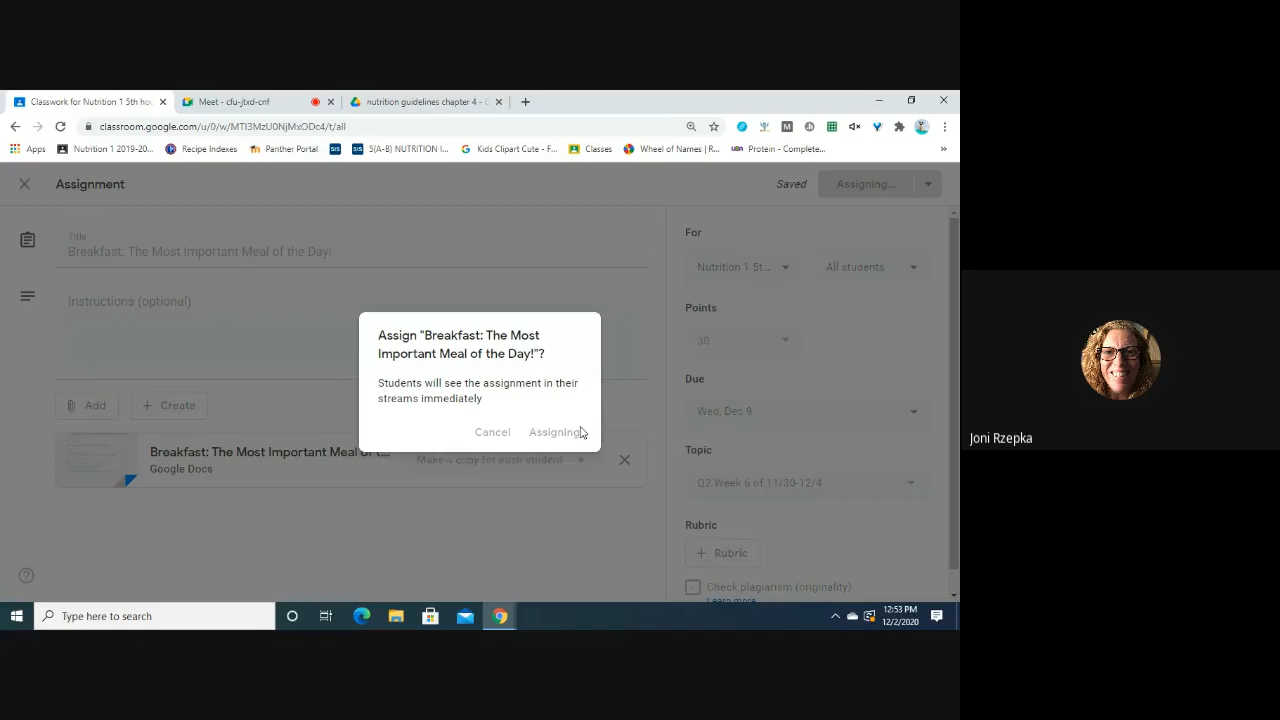 Classwork for Nutrition 1 5th ho
Meet - cfu-jtxd-cnf
nutrition guidelines chapter 4 -
classroom.google.com/u/0/w/MTI3MzU0NjMxODc4/t/all
Apps
Nutrition 1 2019-20...
Recipe Indexes
Panther Portal
SIS
SIS
5(A-B) NUTRITION I...
Kids Clipart Cute - F...
Classes
Wheel of Names | R...
Protein - Complete...
»
Assignment
Saved
Assigning...
Title
Breakfast: The Most Important Meal of the Day!
Instructions (optional)
Add
Create
Breakfast: The Most Important Meal of t...
Google Docs
Make a copy for each student
Assign "Breakfast: The Most
Important Meal of the Day!"?
Students will see the assignment in their
streams immediately
Cancel
Assigning
For
Nutrition 1 5t...
All students
Points
30
Due
Wed, Dec 9
Topic
Q2 Week 6 of 11/30-12/4
Rubric
Rubric
Check plagiarism (originality)
Learn more
Type here to search
12:53 PM
12/2/2020
Joni Rzepka